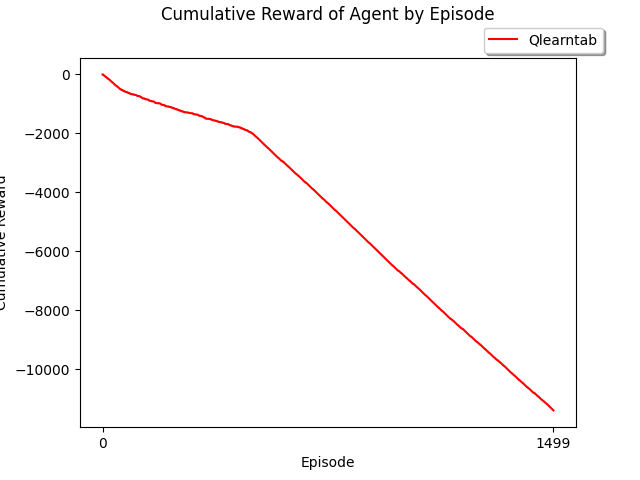 Cumulative Reward of Agent by Episode
Qlearntab
Cumulative Reward
0
−2000
−4000
−6000
−8000
−10000
0
1499
Episode